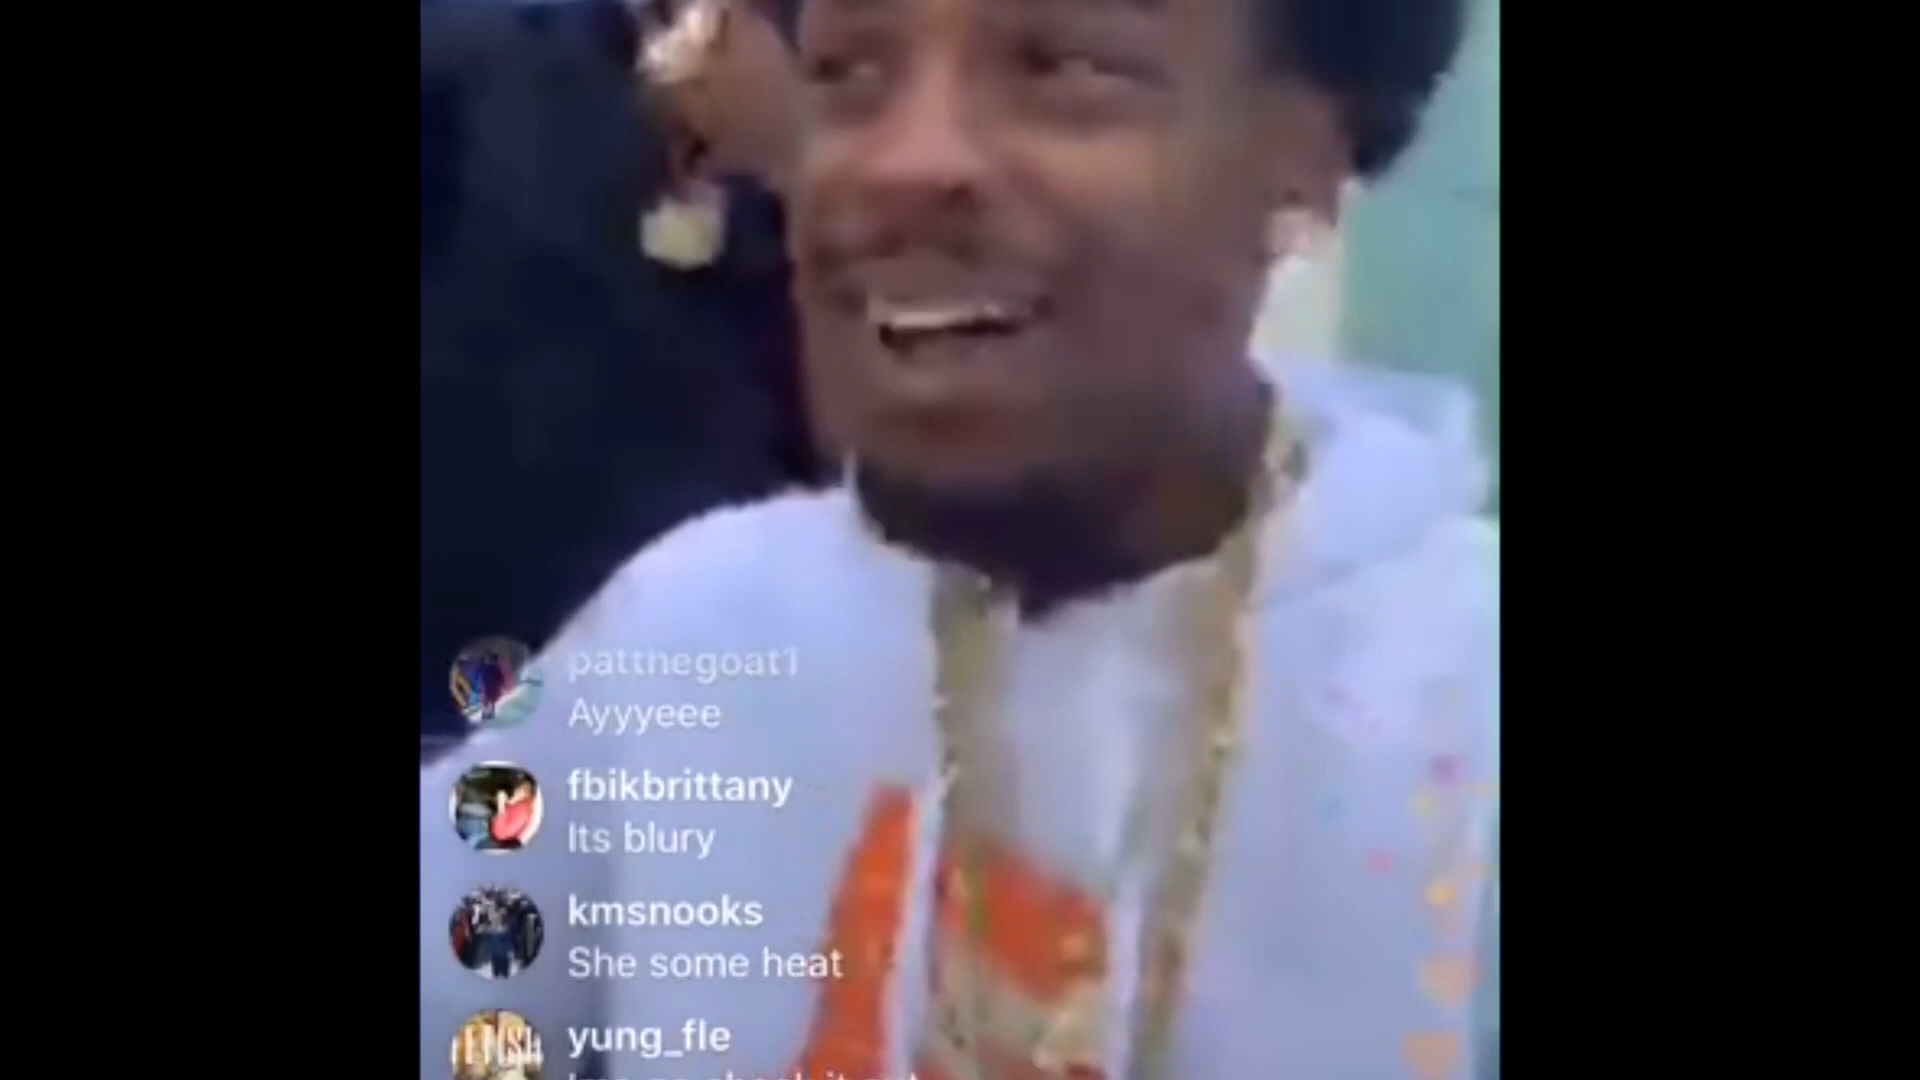 patthegoat1
Ayyyeee
fbikbrittany
Its blury
kmsnooks
She some heat
yung_fle